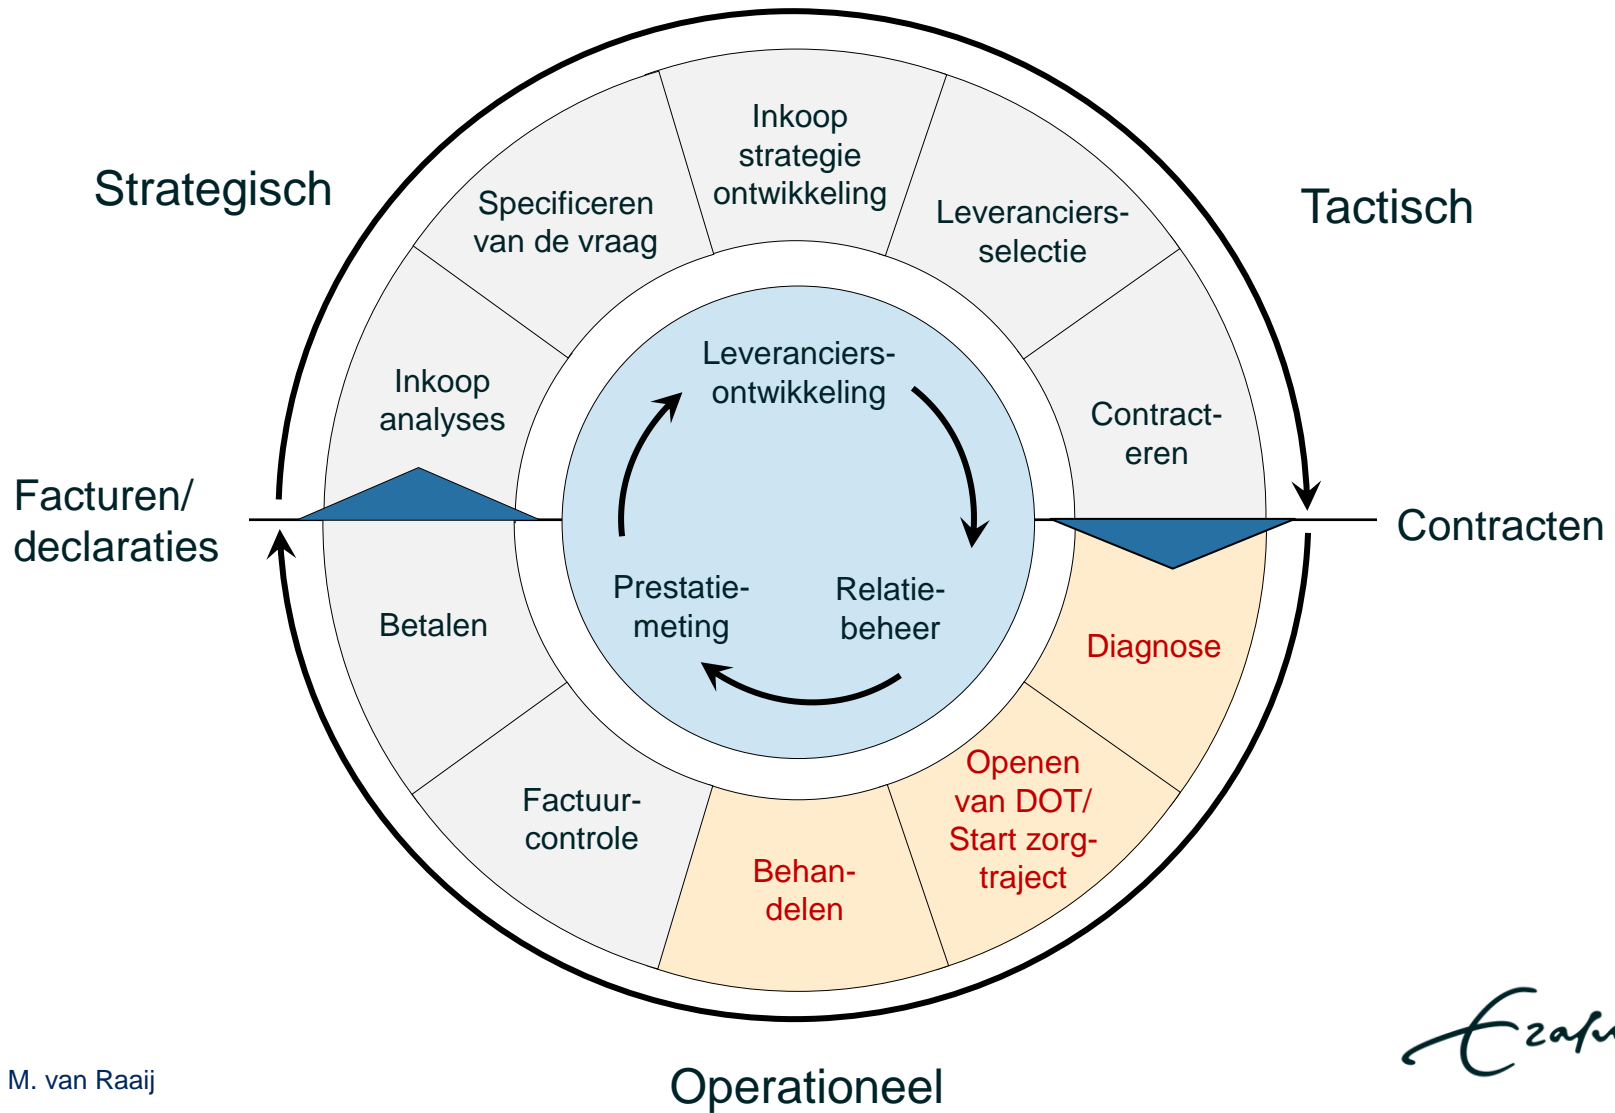 Inkoop
strategie
ontwikkeling
Strategisch
Specificeren
van de vraag
Leveranciers-
selectie
Tactisch
Leveranciers-
ontwikkeling
Inkoop
analyses
Contract-
eren
Facturen/
declaraties
Contracten
Prestatie-
meting
Relatie-
beheer
Betalen
Diagnose
Openen
van DOT/
Start zorg-
traject
Factuur-
controle
Behan-
delen
M. van Raaij
Operationeel